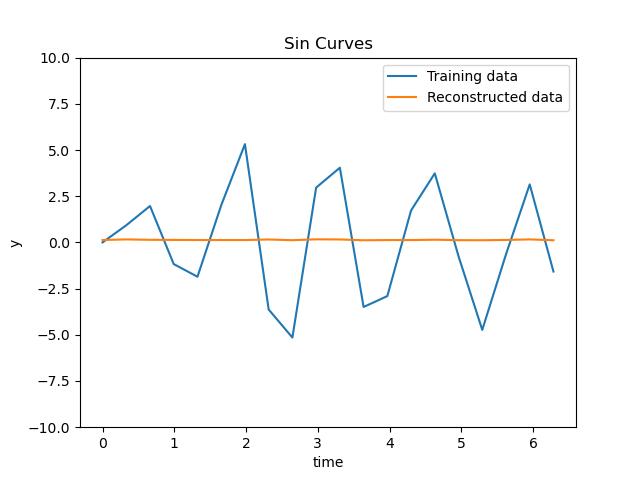 Sin Curves
Training data
Reconstructed data
10.0
7.5
5.0
2.5
0.0
−2.5
−5.0
−7.5
−10.0
y
0 1 2 3 4 5 6
time